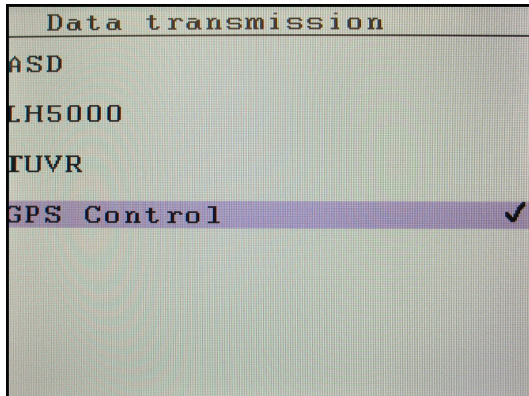 Data transmission
ASD
LH5000
TUVR
GPS Control